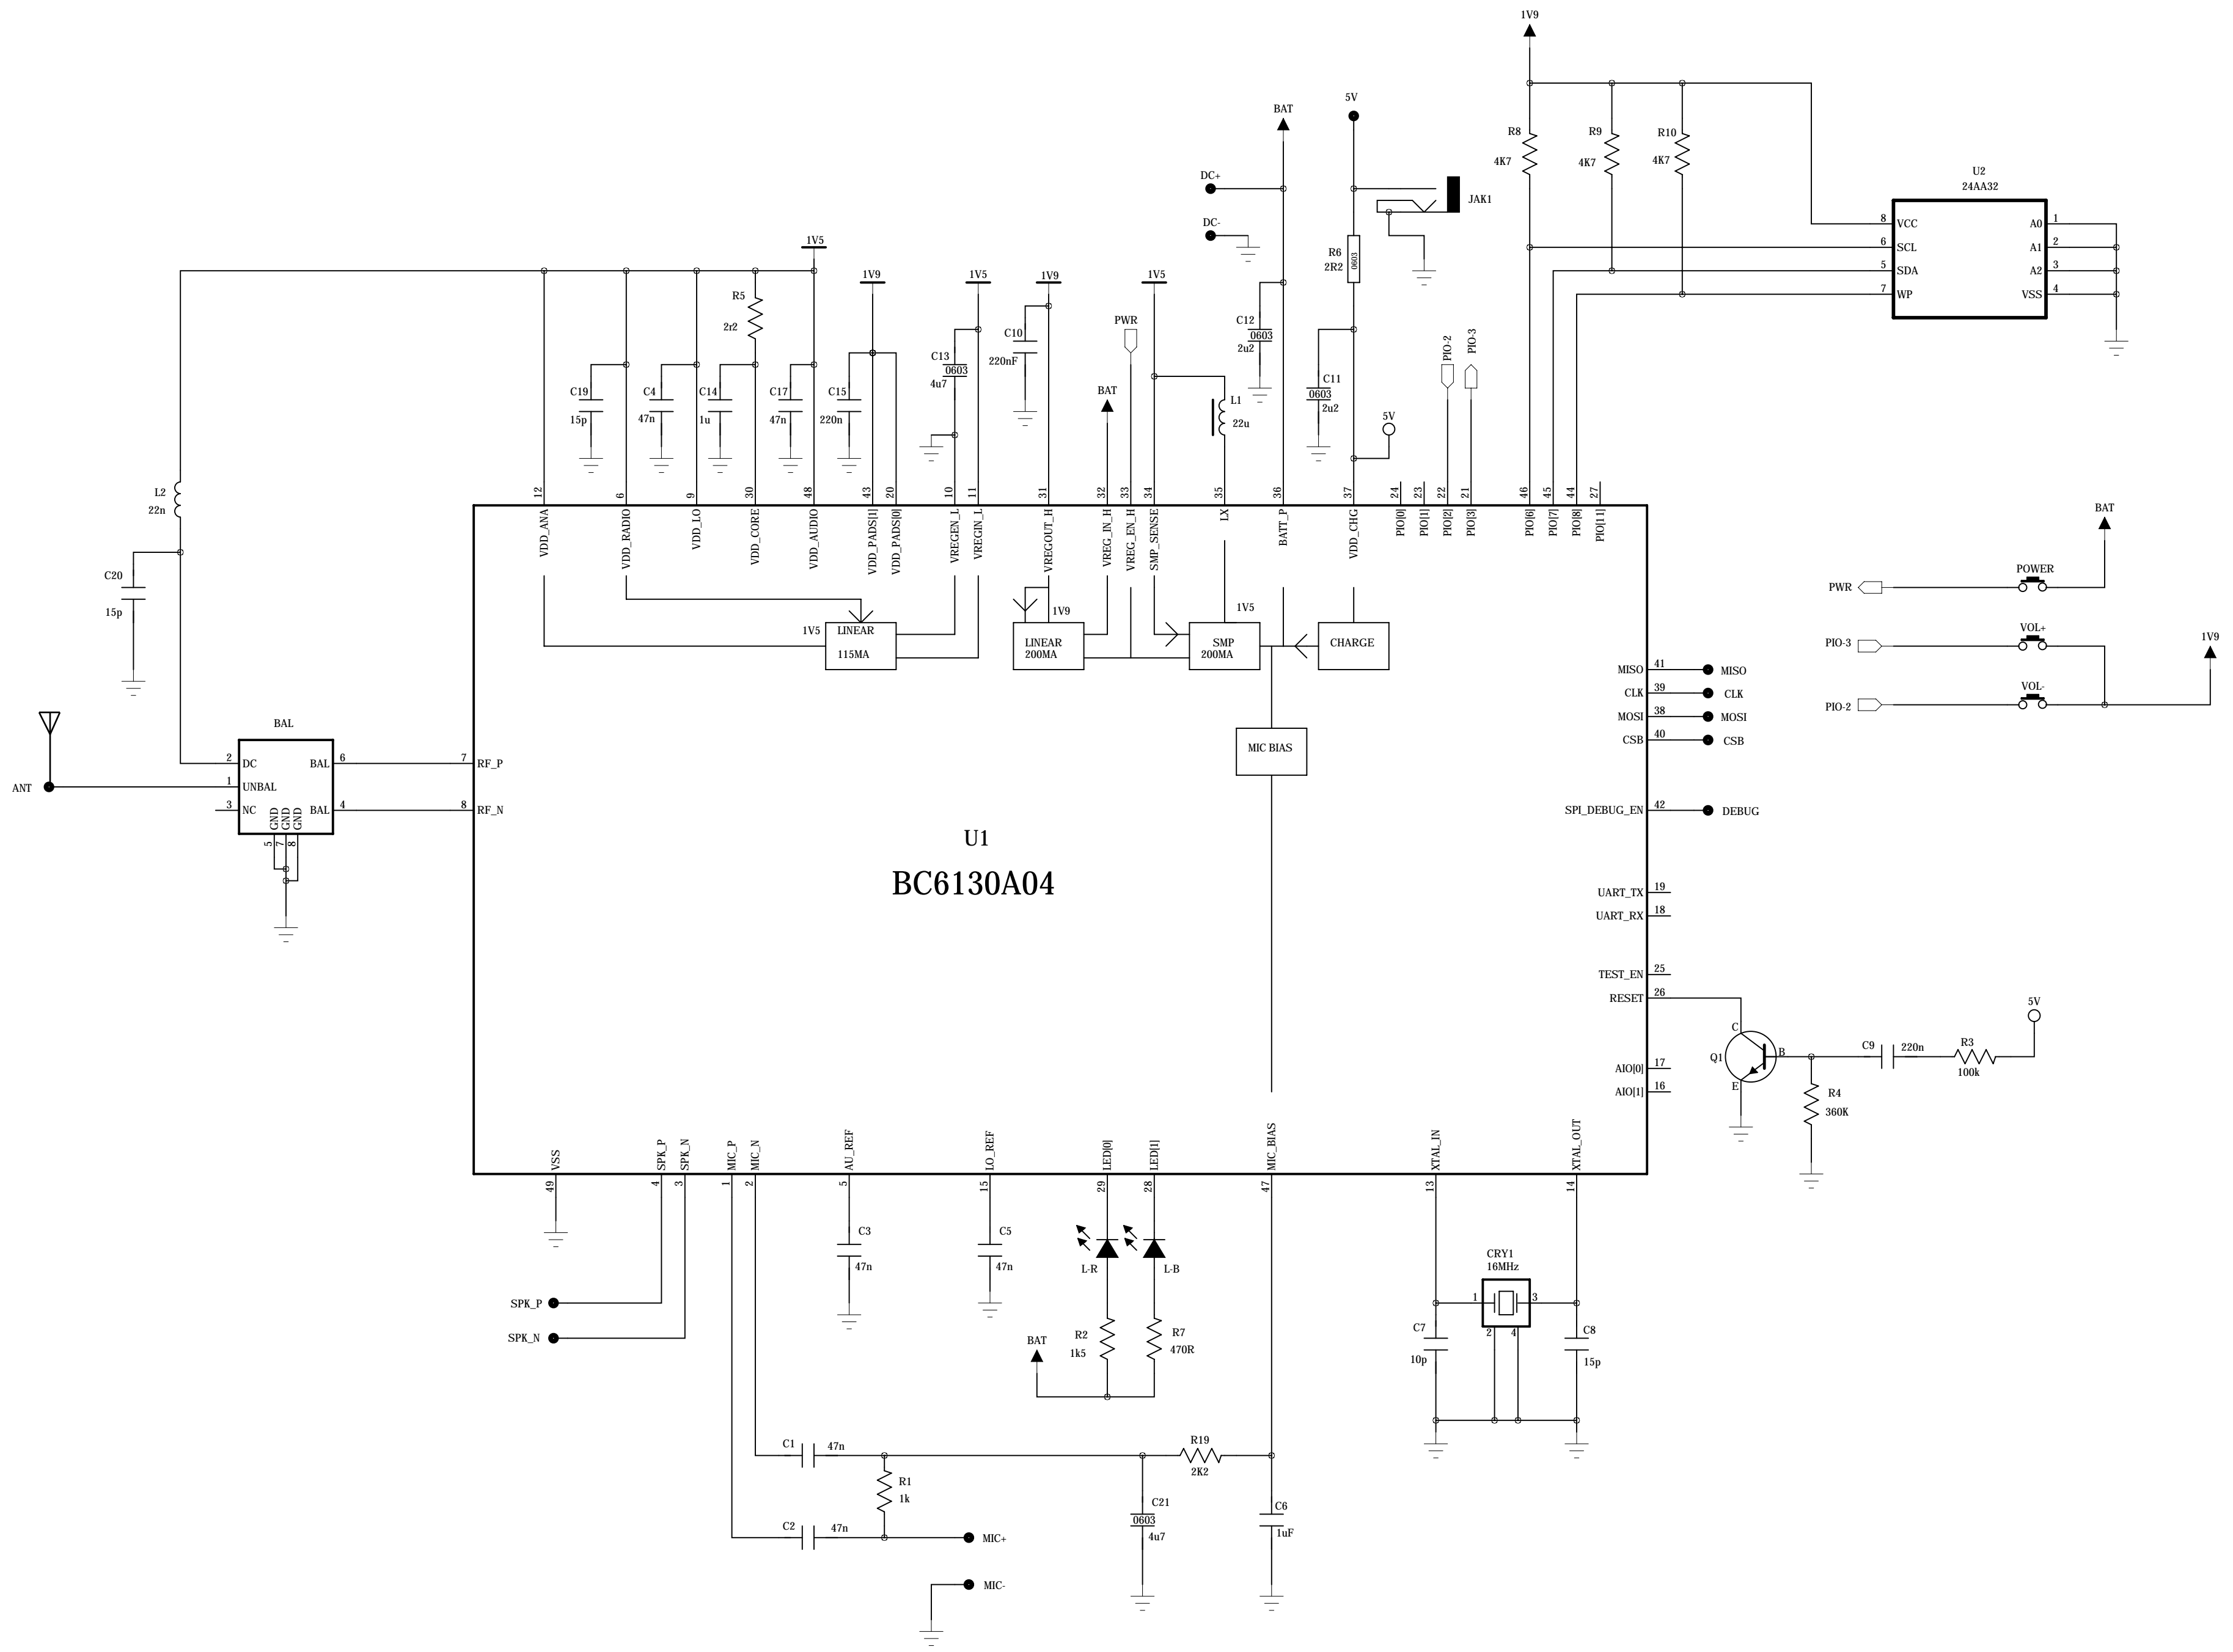 1V9
5V
BAT
R8
4K7
R9
4K7
R10
4K7
U2
24AA32
DC+
JAK1
DC-
8 VCC A0 1
6 SCL A1 2
5 SDA A2 3
7 WP VSS 4
R6
2R2
0603
1V5
1V9
1V5
1V9
1V5
R5
2r2
C13
0603
4u7
C10
220nF
PWR
C12
0603
2u2
PIO-2
PIO-3
C19
15p
C4
47n
C14
1u
C17
47n
C15
220n
BAT
L1
22u
C11
0603
2u2
5V
L2
22n
12
6
9
30
48
43
20
10
11
31
32
33
34
35
36
37
24
23
22
21
46
45
44
27
VDD_ANA
VDD_RADIO
VDD_LO
VDD_CORE
VDD_AUDIO
VDD_PADS[1]
VDD_PADS[0]
VREGEN_L
VREGIN_L
VREGOUT_H
VREG_IN_H
VREG_EN_H
SMP_SENSE
LX
BATT_P
VDD_CHG
PIO[0]
PIO[1]
PIO[2]
PIO[3]
PIO[6]
PIO[7]
PIO[8]
PIO[11]
C20
15p
1V5
LINEAR
115MA
1V9
LINEAR
200MA
1V5
SMP
200MA
CHARGE
MIC BIAS
BAT
PWR
POWER
PIO-3
VOL+
1V9
PIO-2
VOL-
MISO 41 MISO
CLK 39 CLK
MOSI 38 MOSI
CSB 40 CSB
BAL
2 DC BAL 6
1 UNBAL
3 NC BAL 4
GND
GND
GND
5
7
8
ANT
7 RF_P
8 RF_N
SPI_DEBUG_EN 42 DEBUG
U1
BC6130A04
UART_TX 19
UART_RX 18
TEST_EN 25
RESET 26
AIO[0] 17
AIO[1] 16
5V
C
Q1
B
E
C9
220n
R3
100k
R4
360K
VSS
SPK_P
SPK_N
MIC_P
MIC_N
AU_REF
LO_REF
LED[0]
LED[1]
MIC_BIAS
XTAL_IN
XTAL_OUT
49
4
3
1
2
5
15
29
28
47
13
14
C3
47n
C5
47n
L-R
L-B
CRY1
16MHz
1
3
2
4
SPK_P
SPK_N
BAT
R2
1k5
R7
470R
C7
10p
C8
15p
C1
47n
R1
1k
R19
2K2
C2
47n
MIC+
C21
0603
4u7
C6
1uF
MIC-